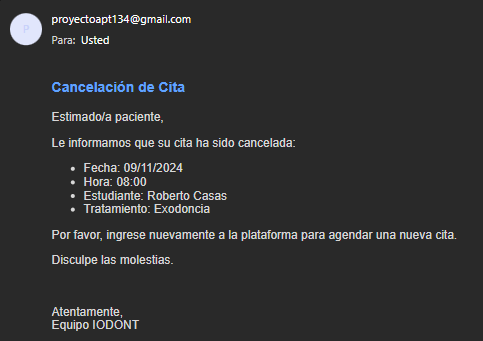 P
proyectoapt134@gmail.com
Para: Usted
Cancelación de Cita
Estimado/a paciente,
Le informamos que su cita ha sido cancelada:
• Fecha: 09/11/2024
• Hora: 08:00
• Estudiante: Roberto Casas
• Tratamiento: Exodoncia
Por favor, ingrese nuevamente a la plataforma para agendar una nueva cita.
Disculpe las molestias.
Atentamente,
Equipo IODONT